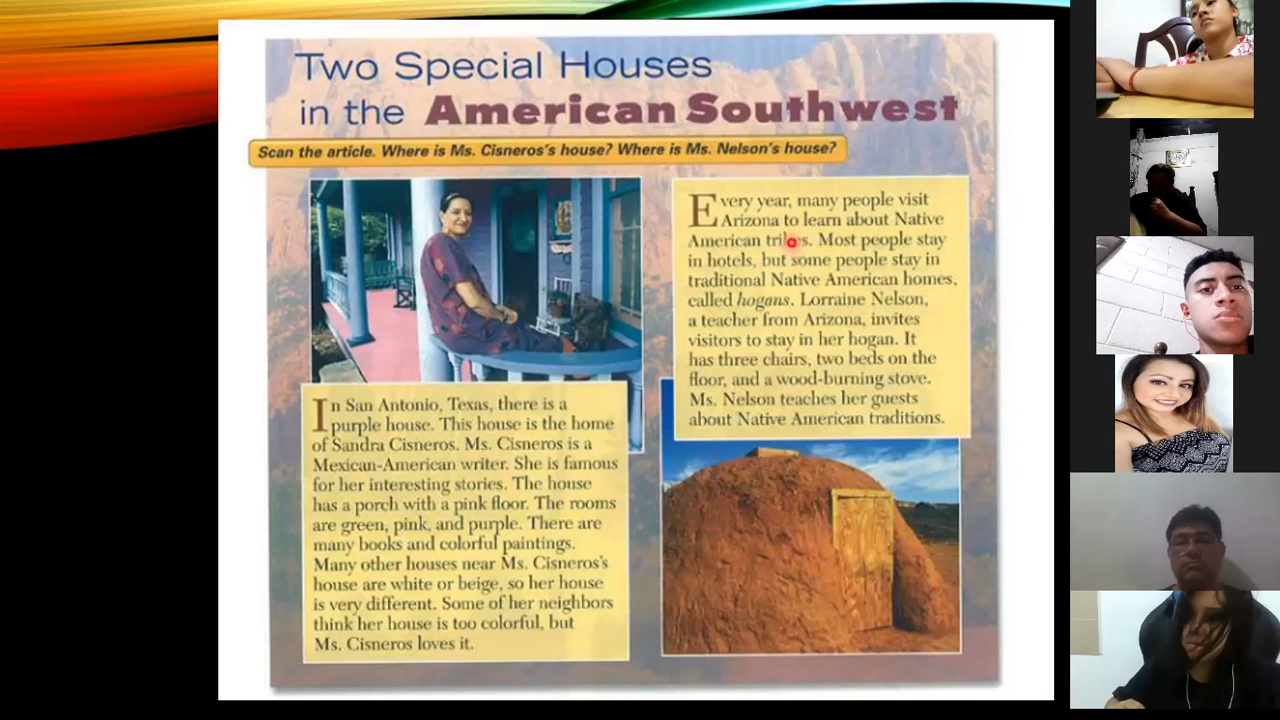 Two Special Houses
in the American Southwest
Scan the article. Where is Ms. Cisneros's house? Where is Ms. Nelson's house?
In San Antonio, Texas, there is a
purple house. This house is the home
of Sandra Cisneros. Ms. Cisneros is a
Mexican-American writer. She is famous
for her interesting stories. The house
has a porch with a pink floor. The rooms
are green, pink, and purple. There are
many books and colorful paintings.
Many other houses near Ms. Cisneros's
house are white or beige, so her house
is very different. Some of her neighbors
think her house is too colorful, but
Ms. Cisneros loves it.
Every year, many people visit
Arizona to learn about Native
American tribes. Most people stay
in hotels, but some people stay in
traditional Native American homes,
called hogans. Lorraine Nelson,
a teacher from Arizona, invites
visitors to stay in her hogan. It
has three chairs, two beds on the
floor, and a wood-burning stove.
Ms. Nelson teaches her guests
about Native American traditions.